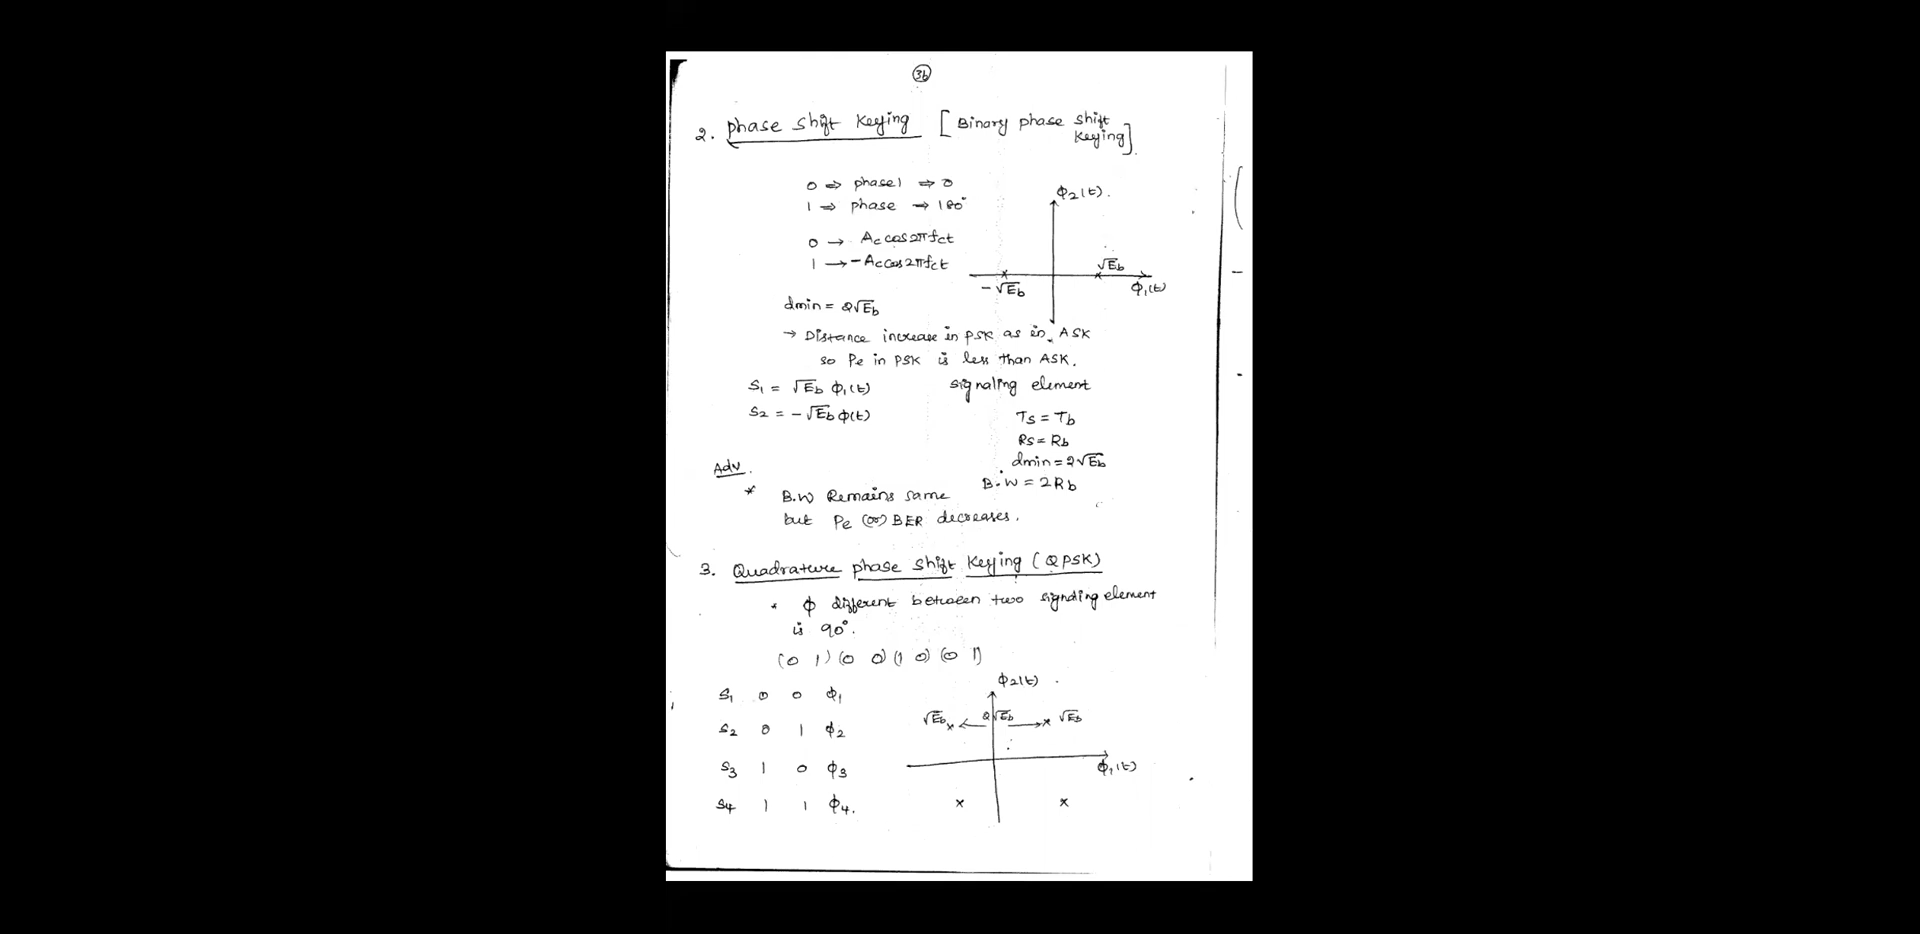 36
2. Phase Shift Keying [Binary phase shift
Keying]
0 ⇒ phase1 ⇒ 0
1 ⇒ phase → 180°
ϕ2(t).
0 → Ac cos2πfct
1 → -Ac cos2πfct
√Eb
-√Eb
ϕ1(t)
dmin = 2√Eb
→ Distance increase in PSK as in ASK
so Pe in PSK is less than ASK.
S1 = √Eb ϕ1(t)
signaling element
S2 = -√Eb ϕ(t)
Ts = Tb
Rs = Rb
dmin = 2√Eb
Adv.
B.W = 2Rb
* B.W Remains same
but Pe (or) BER decreases.
3. Quadrature phase shift Keying (QPSK)
* ϕ different between two signaling element
is 90°.
(0 1) (0 0) (1 0) (0 1)
ϕ2(t)
S1 0 0 ϕ1
√Eb 2√Eb √Eb
S2 0 1 ϕ2
ϕ1(t)
S3 1 0 ϕ3
S4 1 1 ϕ4.